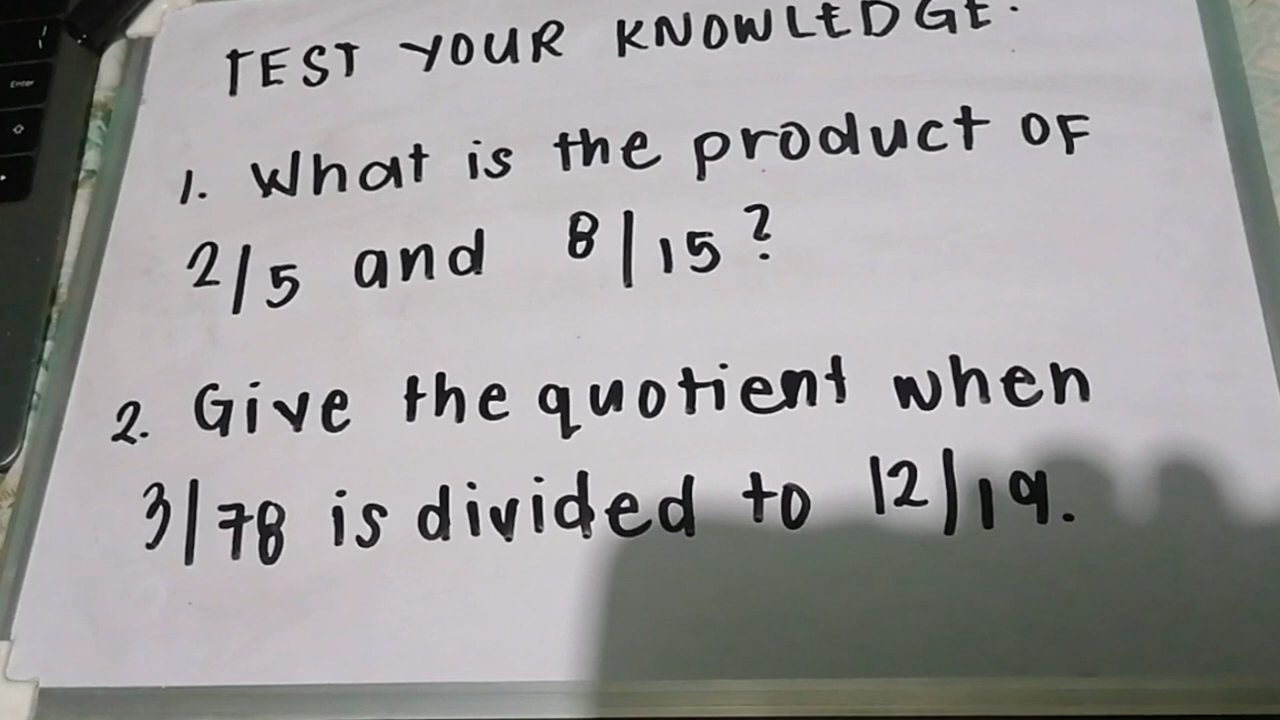 Enter
TEST YOUR KNOWLEDGE.
1. What is the product OF
2/5 and 8/15?
2. Give the quotient when
3/78 is divided to 12/19.